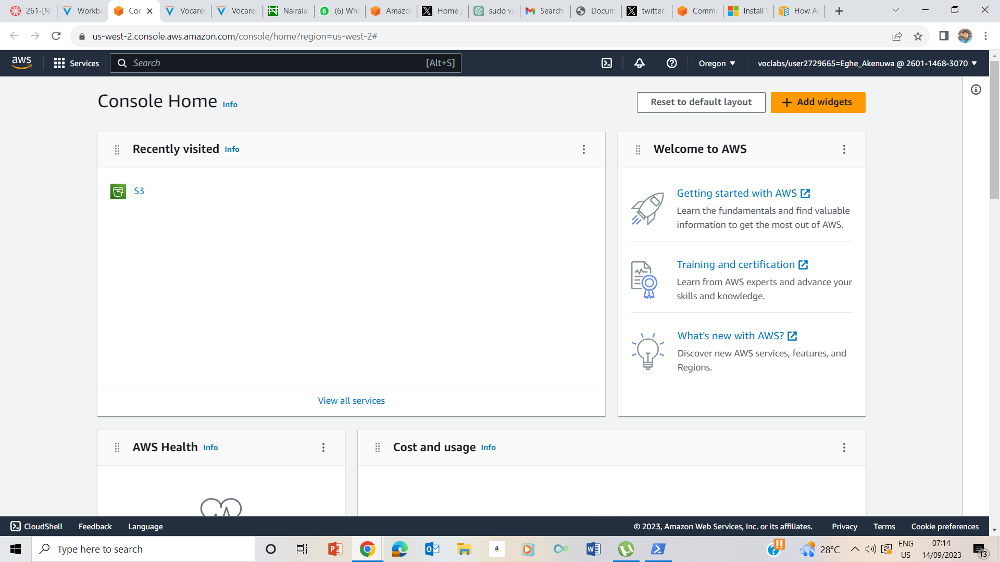 261-[N
Workbe
Con
Vocareu
Vocareu
Nairala
(6) Wha
Amazo
Home /
sudo vs
Search
Docum
twitter.
Comma
Install
How A
us-west-2.console.aws.amazon.com/console/home?region=us-west-2#
aws
Services
Search
[Alt+S]
Oregon
voclabs/user2729665=Eghe_Akenuwa @ 2601-1468-3070
Console Home Info
Reset to default layout
Add widgets
Recently visited Info
S3
View all services
Welcome to AWS
Getting started with AWS
Learn the fundamentals and find valuable
information to get the most out of AWS.
Training and certification
Learn from AWS experts and advance your
skills and knowledge.
What's new with AWS?
Discover new AWS services, features, and
Regions.
AWS Health Info
Cost and usage Info
CloudShell
Feedback
Language
© 2023, Amazon Web Services, Inc. or its affiliates.
Privacy
Terms
Cookie preferences
Type here to search
28°C
ENG
US
07:14
14/09/2023
13